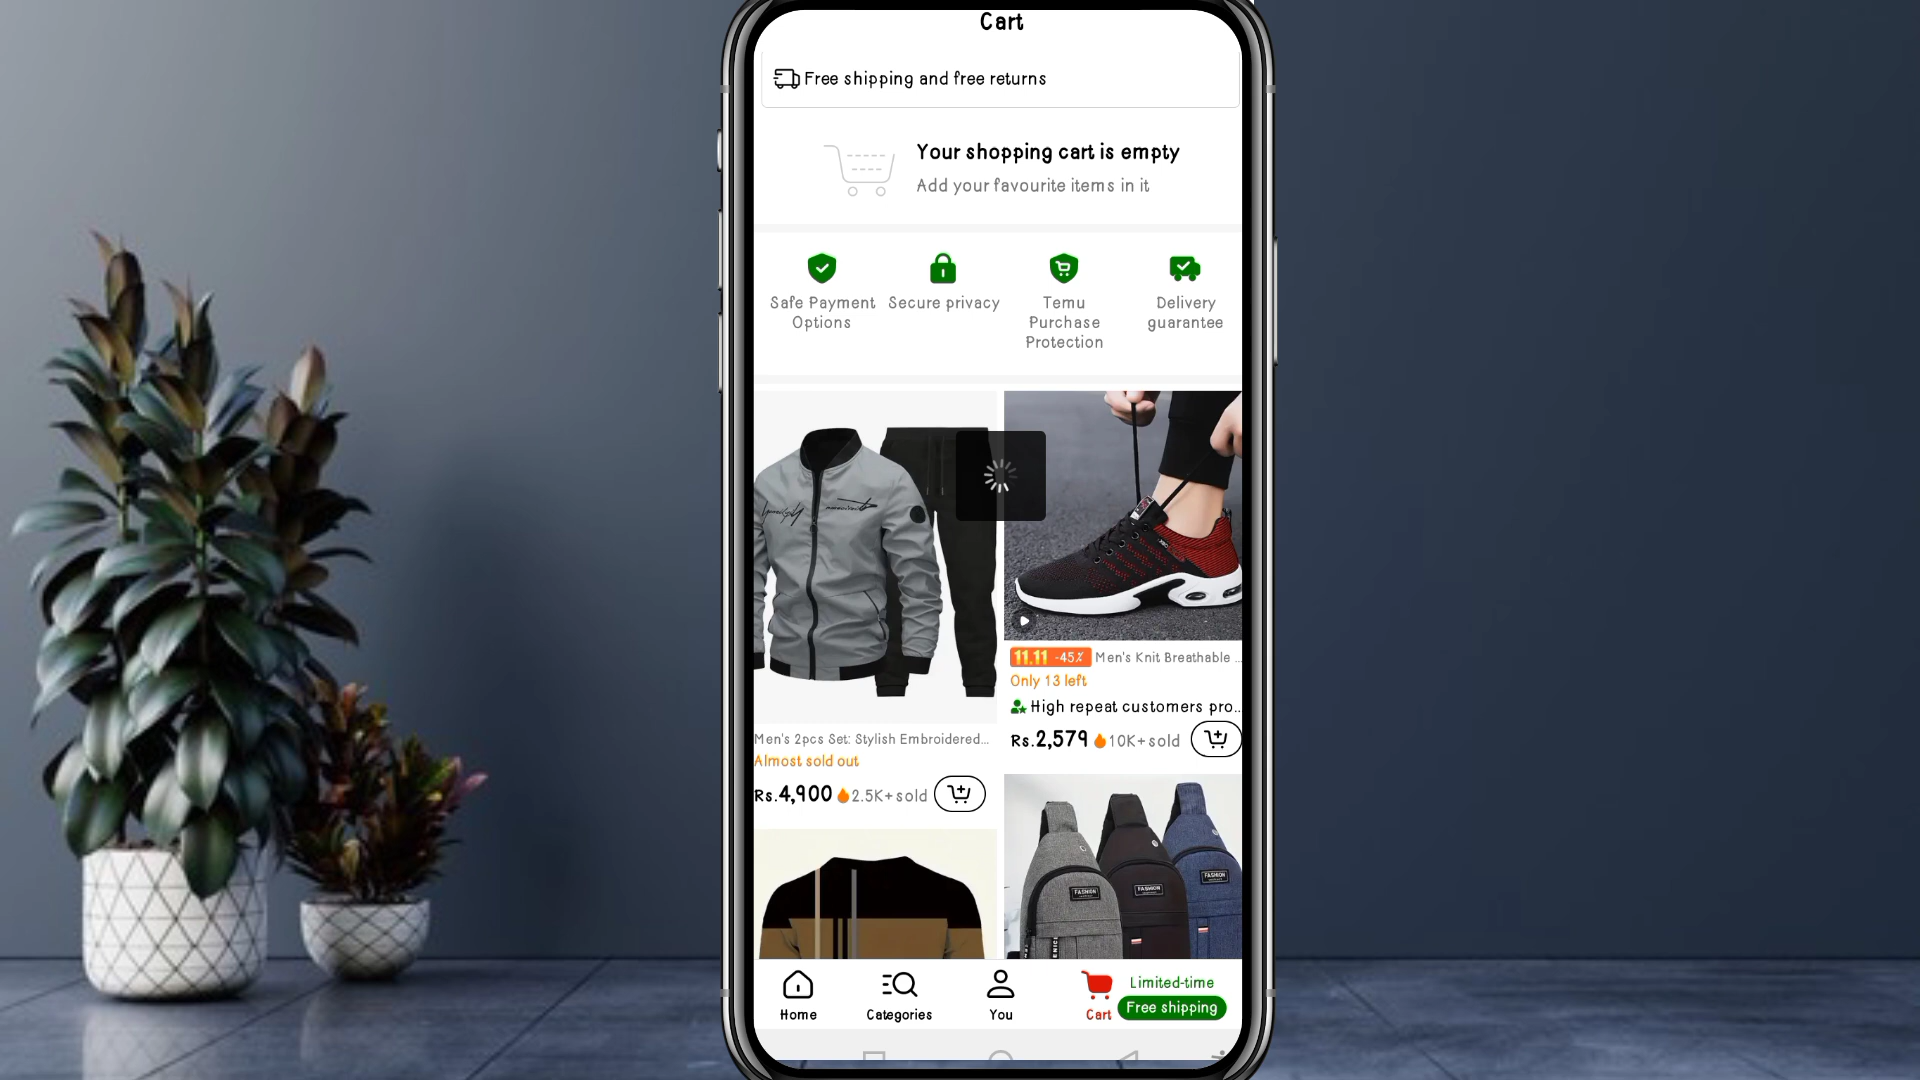 Cart
Free shipping and free returns
Your shopping cart is empty
Add your favourite items in it
Safe Payment
Options
Secure privacy
Temu
Purchase
Protection
Delivery
guarantee
Men's 2pcs Set: Stylish Embroidered...
Almost sold out
Rs.4,900 2.5K+sold
11.11 -45% Men's Knit Breathable ...
Only 13 left
High repeat customers pro...
Rs.2,579 10K+sold
FASHION
FASHION
FASHION
Home
Categories
You
Cart
Limited-time
Free shipping